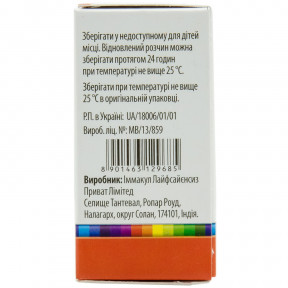 Зберігати у недоступному для дітей
місці. Відновлений розчин можна
зберігати протягом 24 годин
при температурі не вище 25 °С.
Зберігати при температурі не вище
25 °С в оригінальній упаковці.
Р.П. в Україні: UA/18006/01/01
Вироб. ліц. №: MB/13/859
8 901463 129685
Виробник: Іммакул Лайфсайєнсиз
Приват Лімітед
Селище Тантевал, Ропар Роуд,
Налагарх, округ Солан, 174101, Індія.